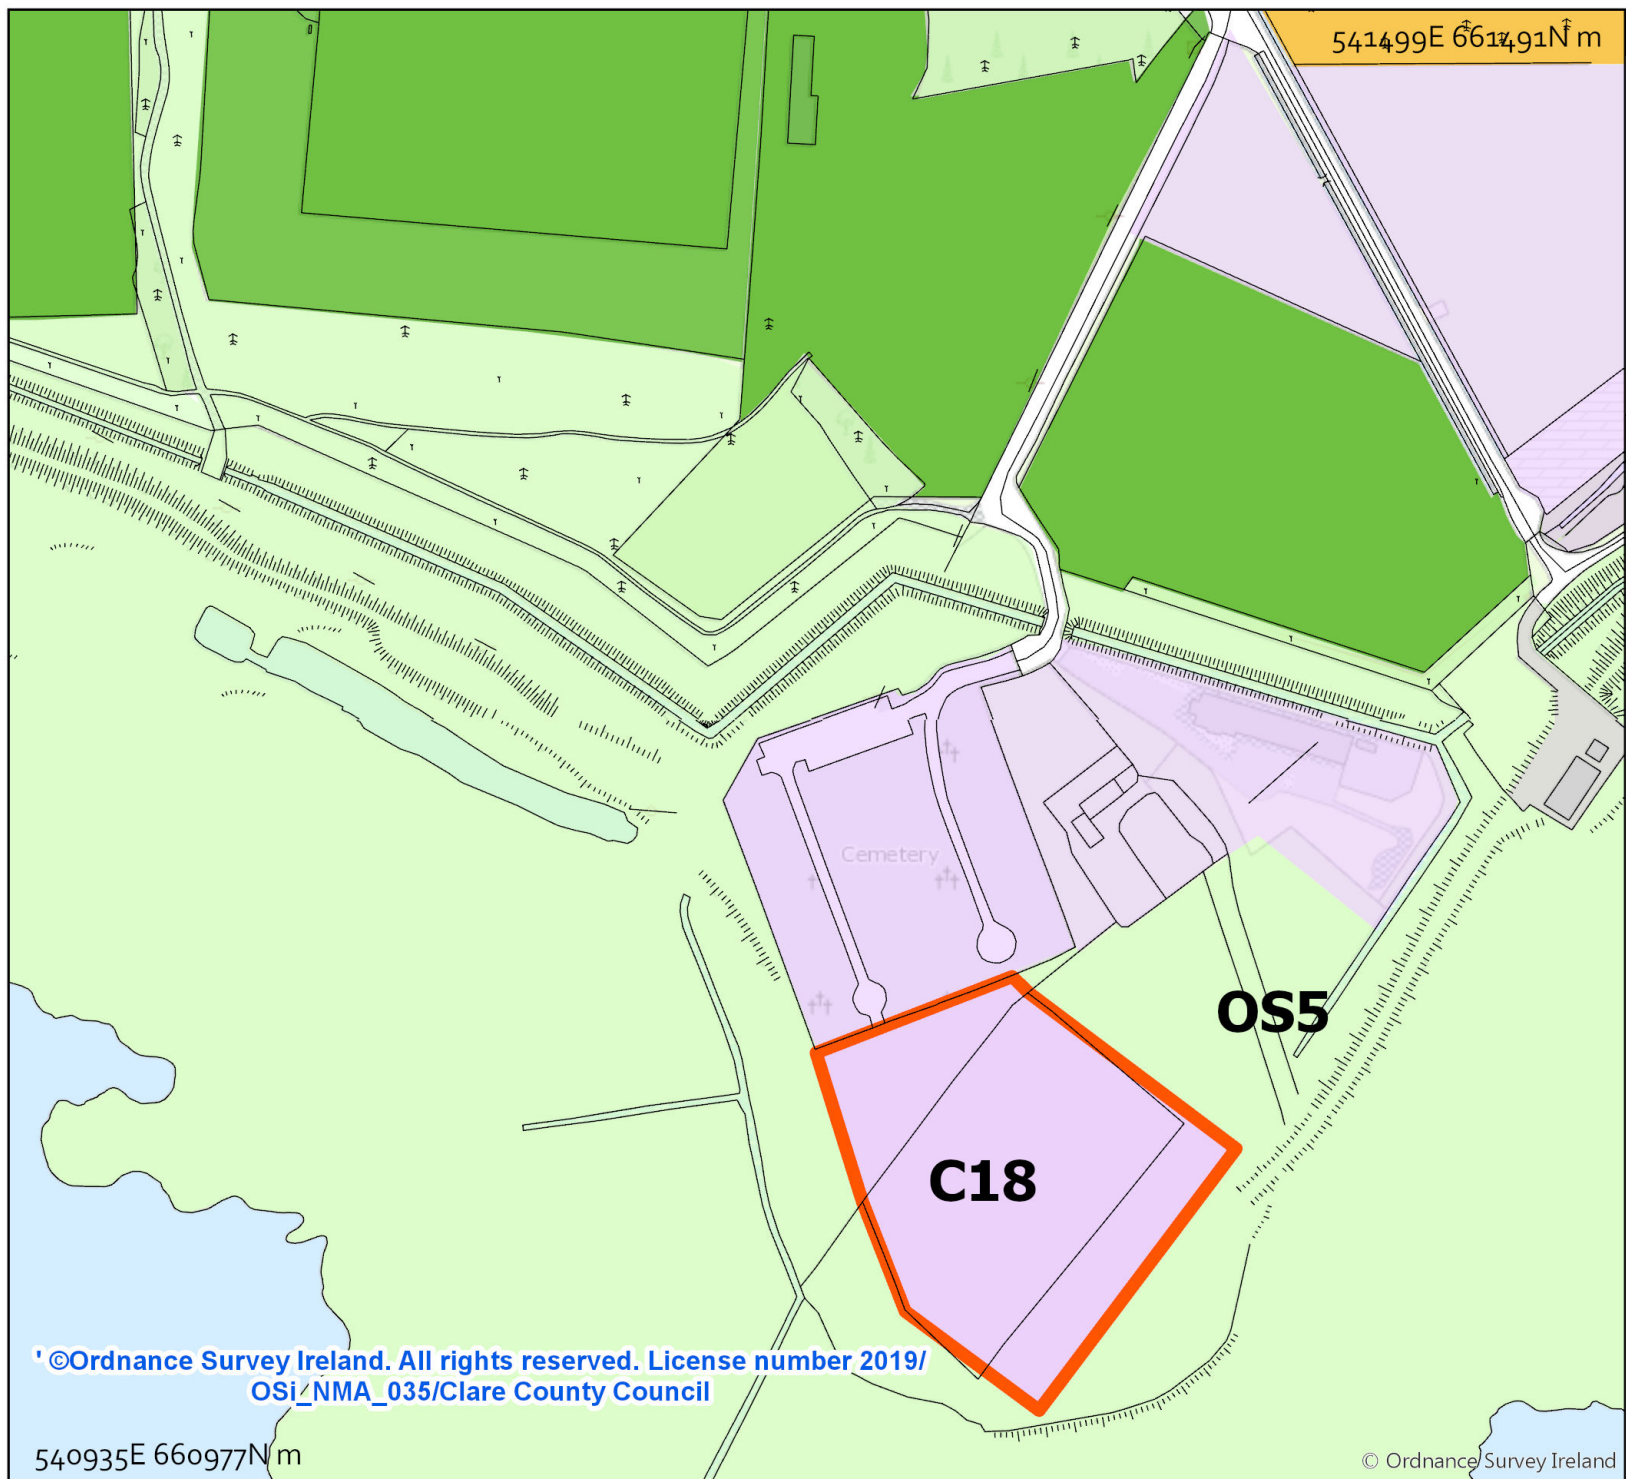 541499E 661491N m
Cemetery
OS5
C18
' ©Ordnance Survey Ireland. All rights reserved. License number 2019/
OSi_NMA_035/Clare County Council
540935E 660977N m
© Ordnance Survey Ireland